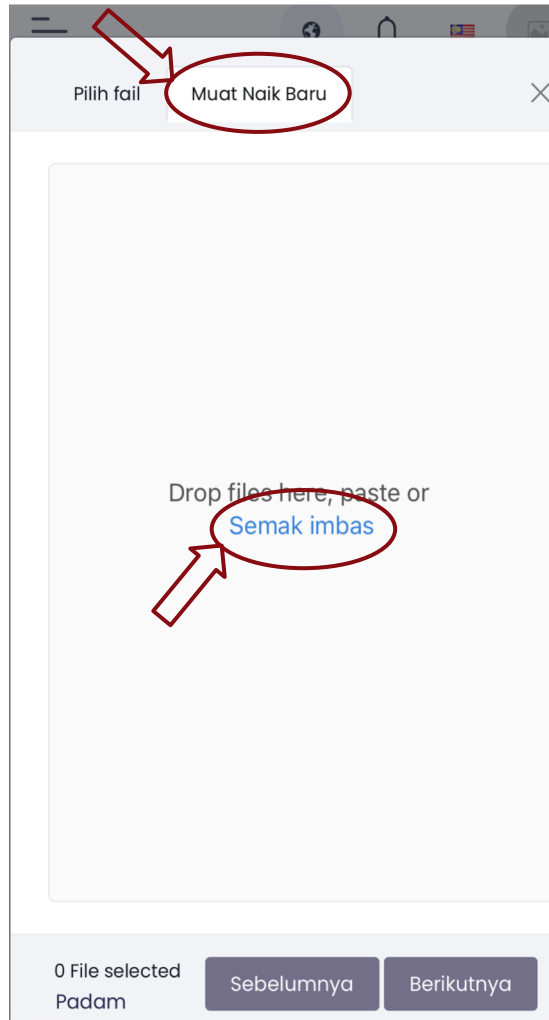 Pilih fail
Muat Naik Baru
Drop files here, paste or
Semak imbas
0 File selected
Padam
Sebelumnya
Berikutnya